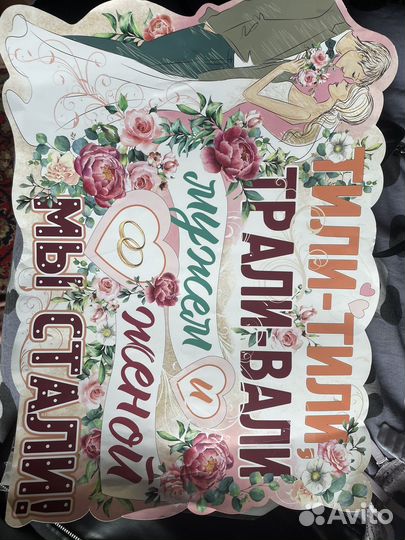 ТИЛИ-ТИЛИ,
ТРАЛИ-ВАЛИ
мужем и
женой
МЫ СТАЛИ!
Avito